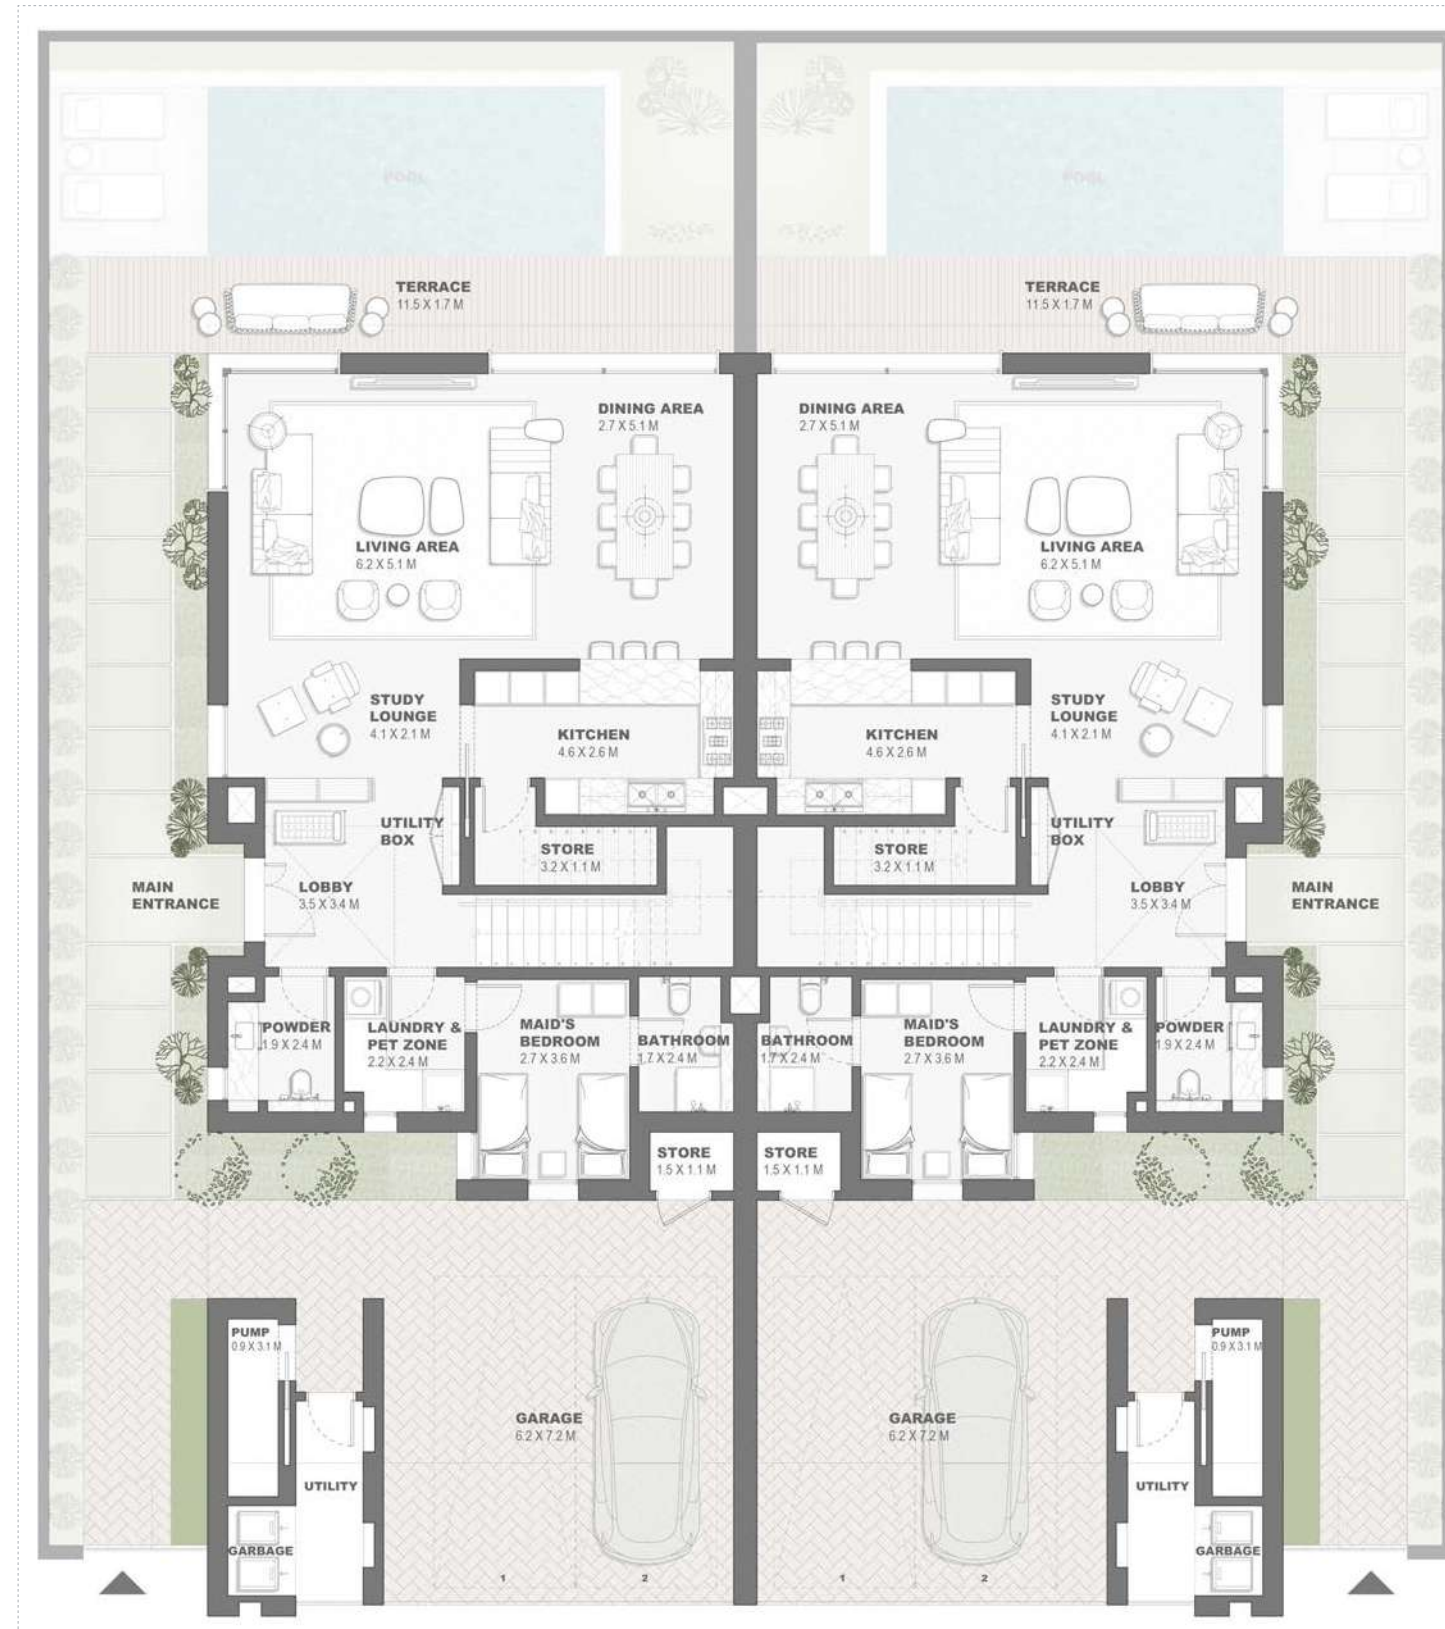 POOL
POOL
TERRACE
11.5 X 1.7 M
TERRACE
11.5 X 1.7 M
DINING AREA
2.7 X 5.1 M
DINING AREA
2.7 X 5.1 M
LIVING AREA
6.2 X 5.1 M
LIVING AREA
6.2 X 5.1 M
STUDY
LOUNGE
4.1 X 2.1 M
KITCHEN
4.6 X 2.6 M
KITCHEN
4.6 X 2.6 M
STUDY
LOUNGE
4.1 X 2.1 M
UTILITY
BOX
STORE
3.2 X 1.1 M
STORE
3.2 X 1.1 M
UTILITY
BOX
MAIN
ENTRANCE
LOBBY
3.5 X 3.4 M
LOBBY
3.5 X 3.4 M
MAIN
ENTRANCE
POWDER
1.9 X 2.4 M
LAUNDRY &
PET ZONE
2.2 X 2.4 M
MAID'S
BEDROOM
2.7 X 3.6 M
BATHROOM
1.7 X 2.4 M
BATHROOM
1.7 X 2.4 M
MAID'S
BEDROOM
2.7 X 3.6 M
LAUNDRY &
PET ZONE
2.2 X 2.4 M
POWDER
1.9 X 2.4 M
STORE
1.5 X 1.1 M
STORE
1.5 X 1.1 M
PUMP
0.9 X 3.1 M
PUMP
0.9 X 3.1 M
GARAGE
6.2 X 7.2 M
GARAGE
6.2 X 7.2 M
UTILITY
UTILITY
GARBAGE
GARBAGE
1
2
1
2